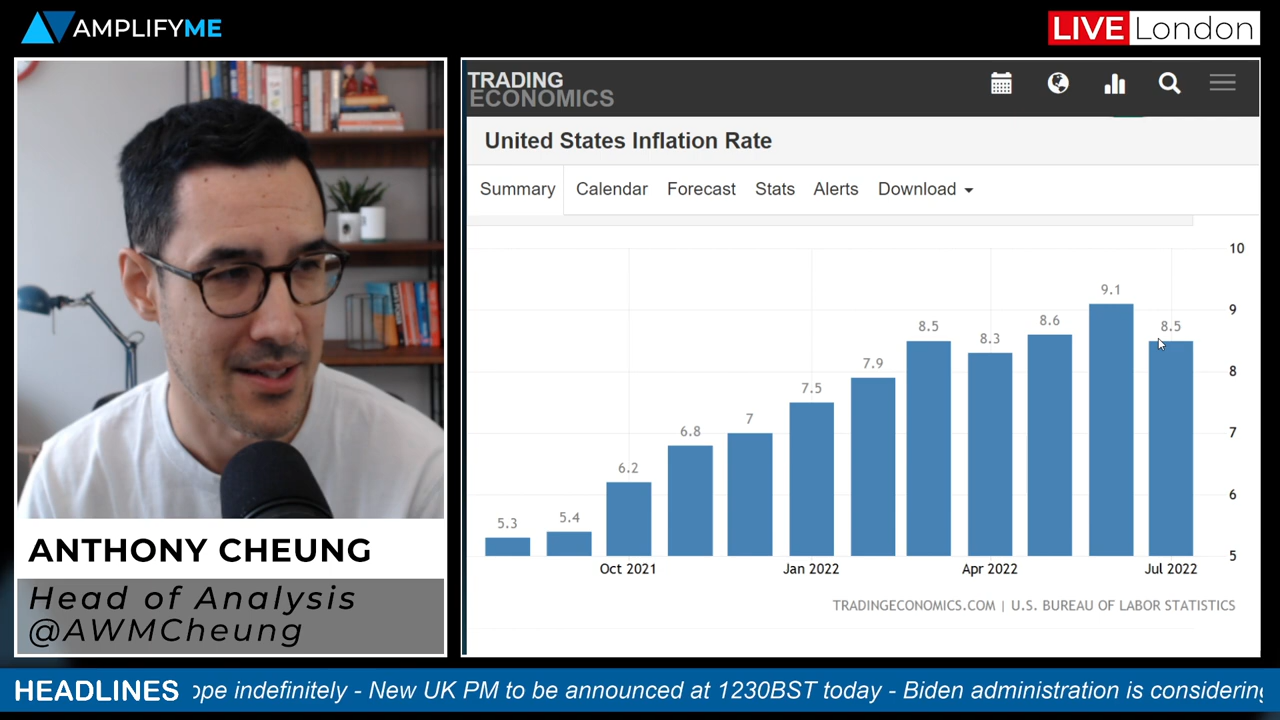 AMPLIFYME
LIVE London
TRADING
ECONOMICS
United States Inflation Rate
Summary Calendar Forecast Stats Alerts Download
10
9
8
7
6
5
5.3
5.4
6.2
6.8
7
7.5
7.9
8.5
8.3
8.6
9.1
8.5
Oct 2021 Jan 2022 Apr 2022 Jul 2022
TRADINGECONOMICS.COM | U.S. BUREAU OF LABOR STATISTICS
ANTHONY CHEUNG
Head of Analysis
@AWMCheung
HEADLINES indefinitely - New UK PM to be announced at 1230BST today - Biden administration is considering